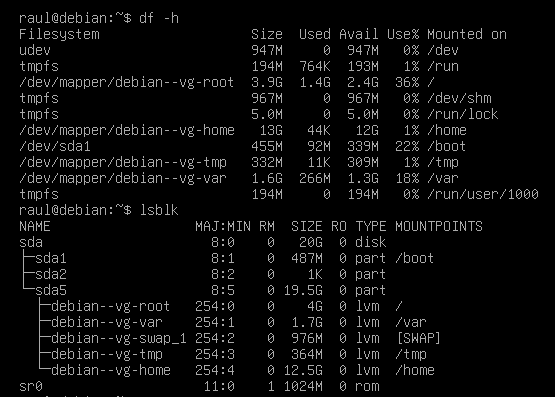 raul@debian:~$ df -h
Filesystem                   Size  Used Avail Use% Mounted on
udev                         947M     0  947M   0% /dev
tmpfs                        194M  764K  193M   1% /run
/dev/mapper/debian--vg-root  3.9G  1.4G  2.4G  36% /
tmpfs                        967M     0  967M   0% /dev/shm
tmpfs                        5.0M     0  5.0M   0% /run/lock
/dev/mapper/debian--vg-home   13G   44K   12G   1% /home
/dev/sda1                    455M   92M  339M  22% /boot
/dev/mapper/debian--vg-tmp   332M   11K  309M   1% /tmp
/dev/mapper/debian--vg-var   1.6G  266M  1.3G  18% /var
tmpfs                        194M     0  194M   0% /run/user/1000
raul@debian:~$ lsblk
NAME                  MAJ:MIN RM  SIZE RO TYPE MOUNTPOINTS
sda                     8:0    0   20G  0 disk
├─sda1                  8:1    0  487M  0 part /boot
├─sda2                  8:2    0    1K  0 part
└─sda5                  8:5    0 19.5G  0 part
  ├─debian--vg-root   254:0    0    4G  0 lvm  /
  ├─debian--vg-var    254:1    0  1.7G  0 lvm  /var
  ├─debian--vg-swap_1 254:2    0  976M  0 lvm  [SWAP]
  ├─debian--vg-tmp    254:3    0  364M  0 lvm  /tmp
  └─debian--vg-home   254:4    0 12.5G  0 lvm  /home
sr0                    11:0    1 1024M  0 rom